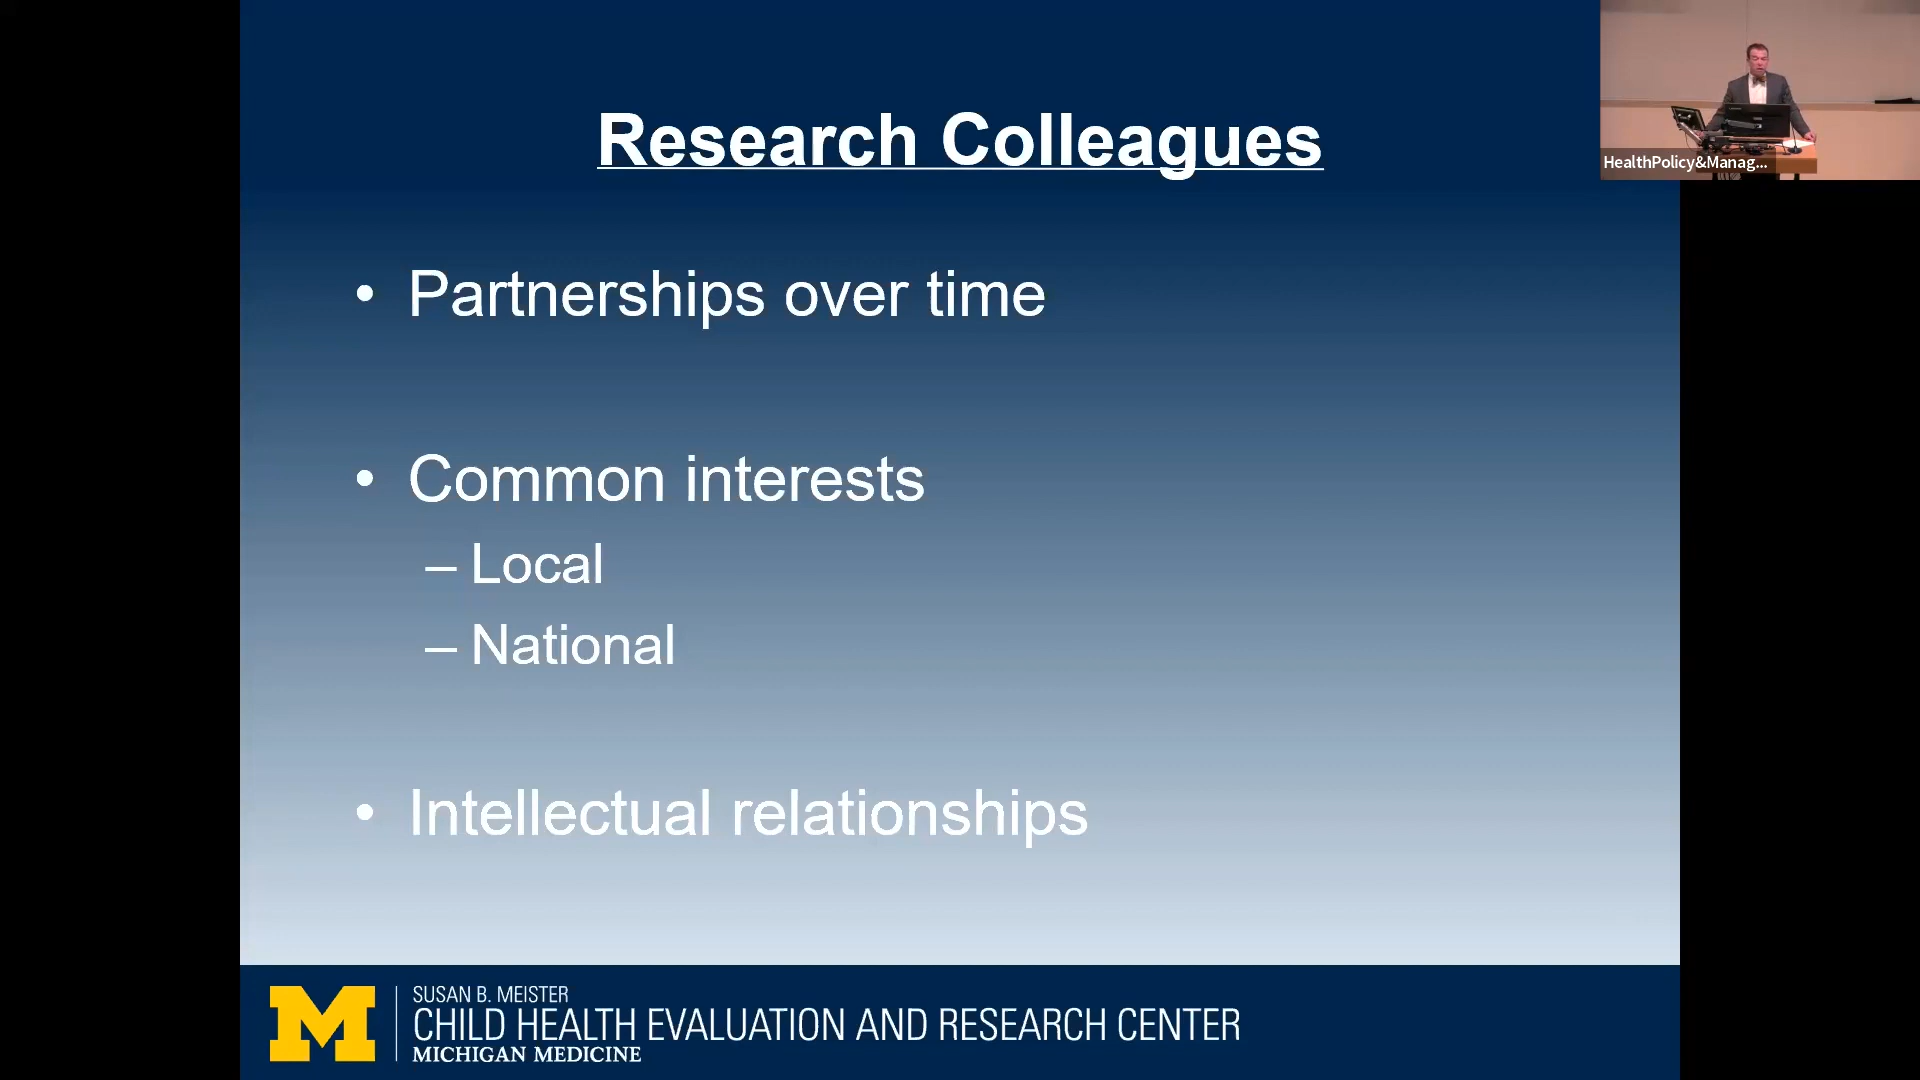 Research Colleagues
HealthPolicy&Manag...
• Partnerships over time
• Common interests
– Local
– National
• Intellectual relationships
M
SUSAN B. MEISTER
CHILD HEALTH EVALUATION AND RESEARCH CENTER
MICHIGAN MEDICINE